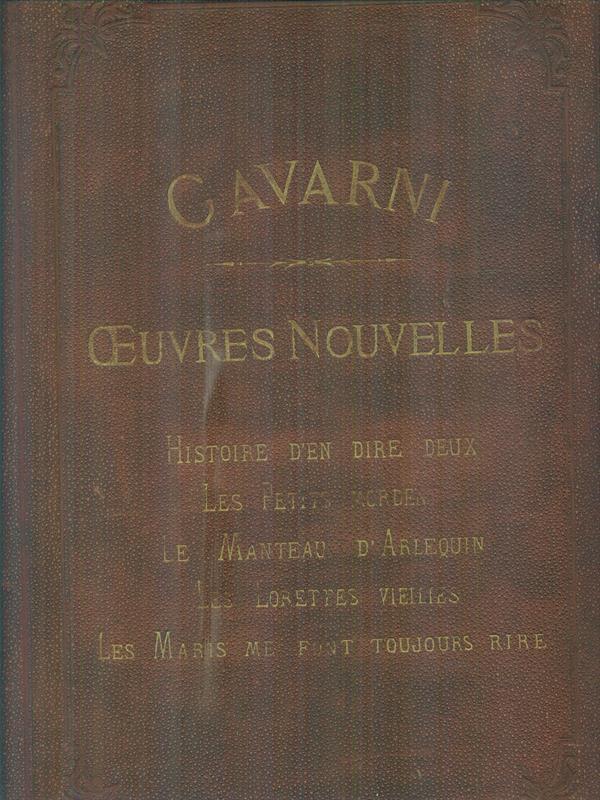 GAVARNI
ŒUVRES NOUVELLES
HISTOIRE D'EN DIRE DEUX
LES PETITS MORDENT
LE MANTEAU D'ARLEQUIN
LES LORETTES VIEILLIES
LES MARIS ME FONT TOUJOURS RIRE